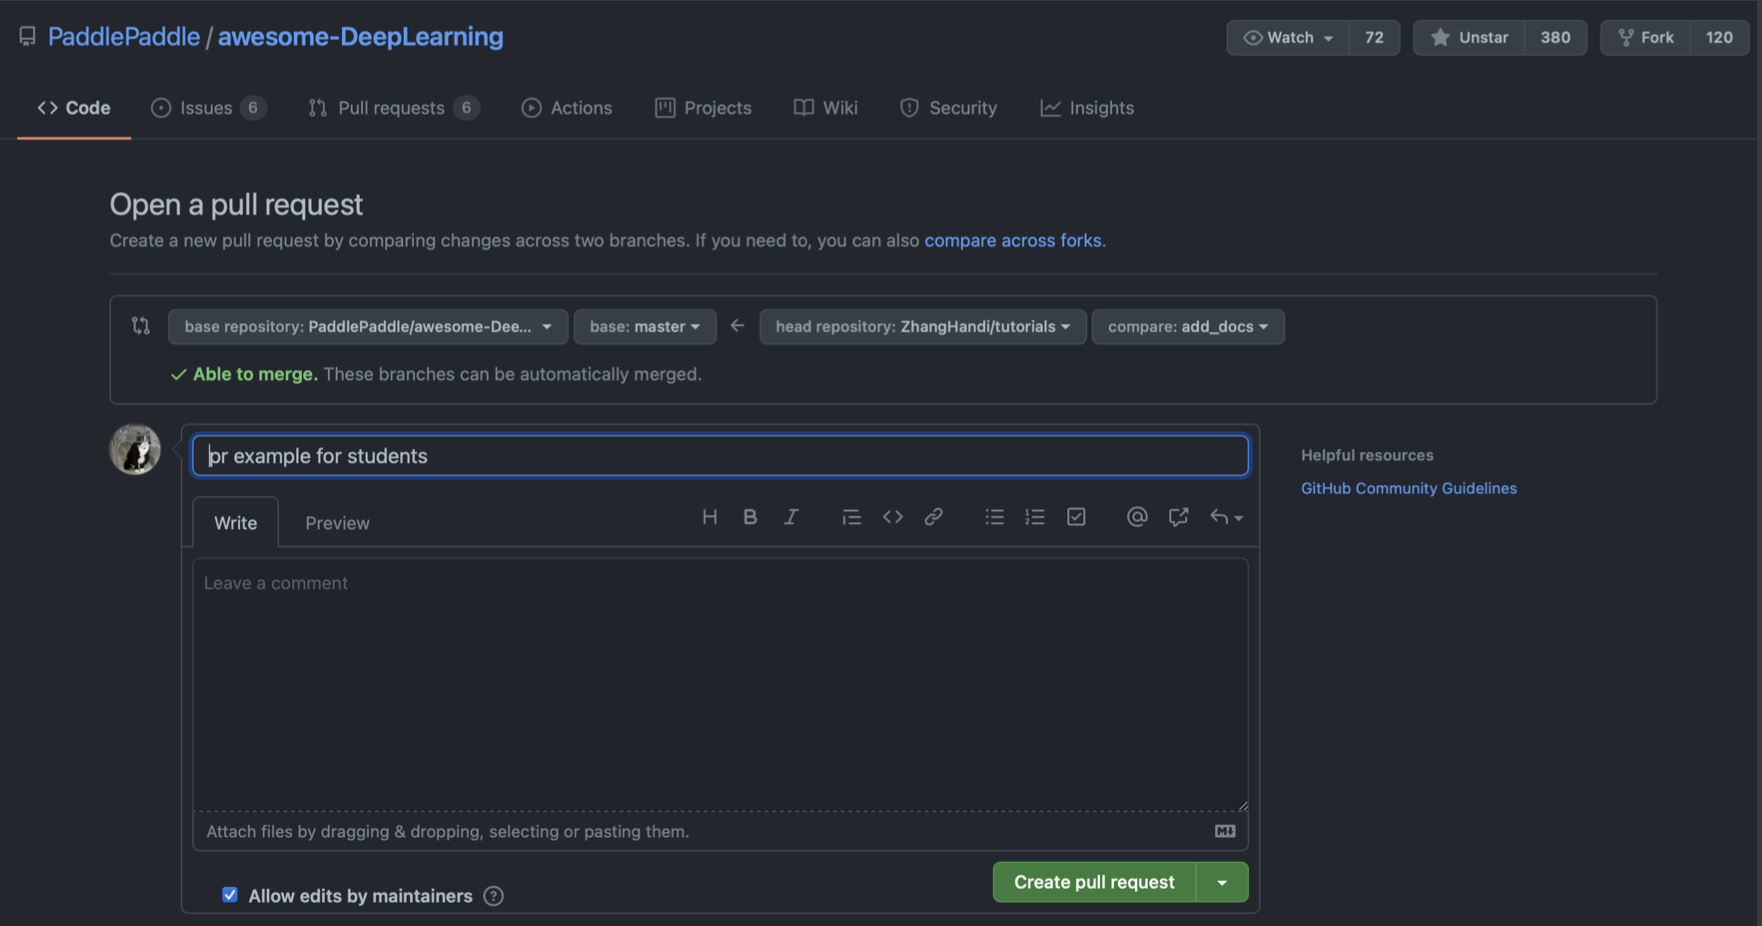 PaddlePaddle / awesome-DeepLearning
Watch 72 Unstar 380 Fork 120
Code Issues 6 Pull requests 6 Actions Projects Wiki Security Insights
Open a pull request
Create a new pull request by comparing changes across two branches. If you need to, you can also compare across forks.
base repository: PaddlePaddle/awesome-Dee... base: master ← head repository: ZhangHandi/tutorials compare: add_docs
Able to merge. These branches can be automatically merged.
pr example for students
Helpful resources
GitHub Community Guidelines
Write Preview
Leave a comment
Attach files by dragging & dropping, selecting or pasting them.
Allow edits by maintainers
Create pull request